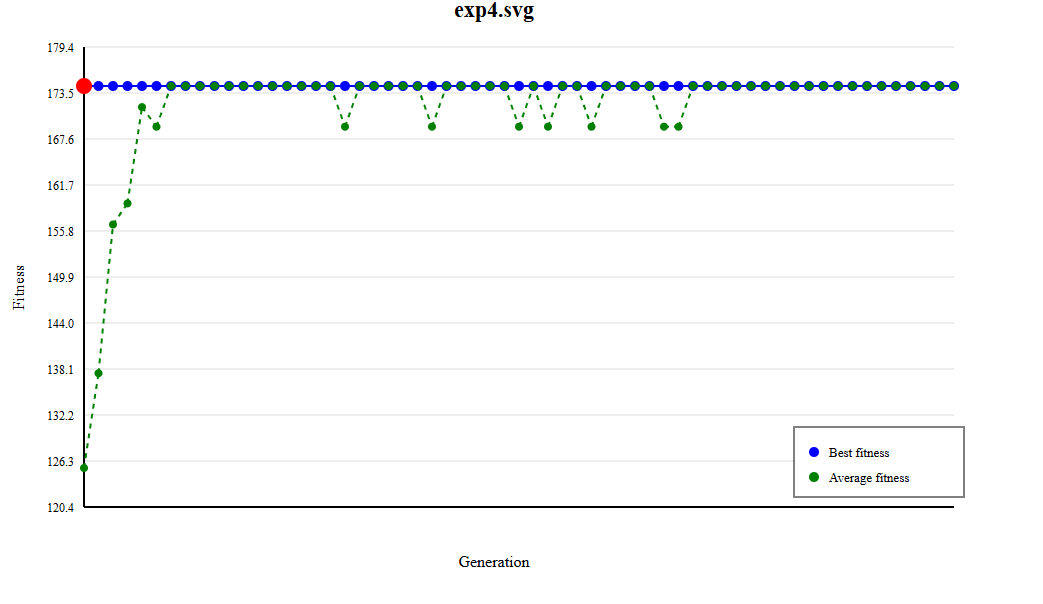 exp4.svg
179.4
173.5
167.6
161.7
155.8
149.9
144.0
138.1
132.2
126.3
120.4
Fitness
Best fitness
Average fitness
Generation